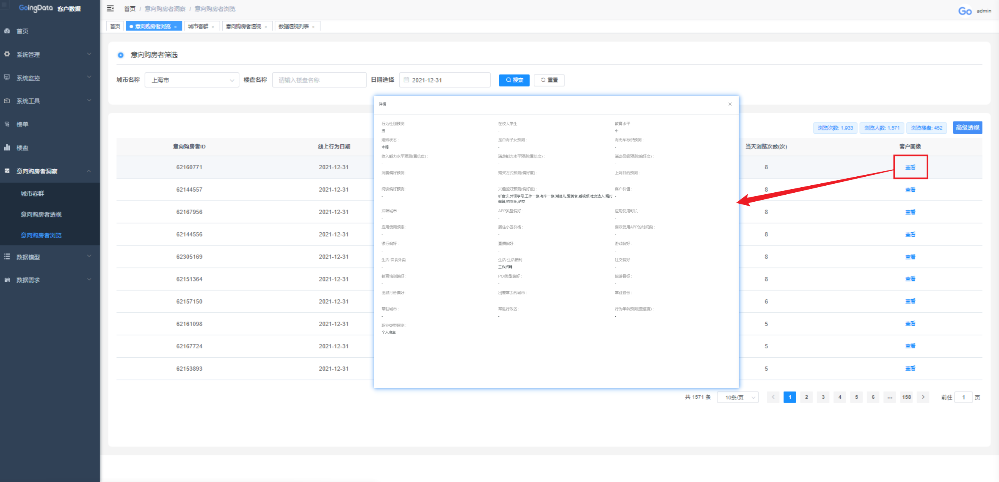 GoingData 客户数据
首页 / 意向购房者洞察 / 意向购房者浏览
Go admin
首页 意向购房者浏览 × 城市客群 × 意向购房者透视 × 数据透视列表 ×
首页
系统管理
系统监控
系统工具
榜单
楼盘
意向购房者洞察
城市客群
意向购房者透视
意向购房者浏览
数据模型
数据需求
意向购房者筛选
城市名称 上海市 楼盘名称 请输入楼盘名称 日期选择 2021-12-31 搜索 重置
浏览次数: 1,933 浏览人数: 1,571 浏览楼盘: 452 高级透视
意向购房者ID 线上行为日期 当天浏览次数(次) 客户画像
62160771 2021-12-31 8 查看
62144557 2021-12-31 8 查看
62167956 2021-12-31 8 查看
62144556 2021-12-31 8 查看
62305169 2021-12-31 8 查看
62151364 2021-12-31 8 查看
62157150 2021-12-31 6 查看
62161098 2021-12-31 5 查看
62167724 2021-12-31 5 查看
62153893 2021-12-31 5 查看
详情 ×
行为性别预测 : 在校大学生 : 教育水平 :
男 - 中
婚姻状态 : 是否有子女预测 : 有无车标识预测 :
未婚 - -
收入能力水平预测(置信度) : 消费能力水平预测(置信度) : 消费品级预测(偏好度) :
- - -
消费偏好预测 : 购买方式预测(偏好度) : 上网目的预测 :
- - -
阅读偏好预测 : 兴趣爱好预测(偏好度) : 客户价值 :
- 听音乐,外语学习,工作一族,有车一族,潮范儿,爱美食,看视频,社交达人,精打 -
细算,购物狂,驴友
活跃城市 : APP类型偏好 : 应用使用时长 :
- - -
应用使用频率 : 居住小区价格 : 喜欢使用APP的时间段 :
- - -
银行偏好 : 直播偏好 : 游戏偏好 :
- - -
生活-饮食外卖 : 生活-生活便利 : 社交偏好 :
- 工作招聘 -
教育培训偏好 : POI类型偏好 : 旅游目标 :
- - -
出游月份偏好 : 出差常去的城市 : 常驻省份 :
- - -
常驻城市 : 常驻行政区 : 行为年龄预测(置信度) :
- - -
职业类型预测 :
个人店主
共 1571 条 10条/页 < 1 2 3 4 5 6 ... 158 > 前往 1 页